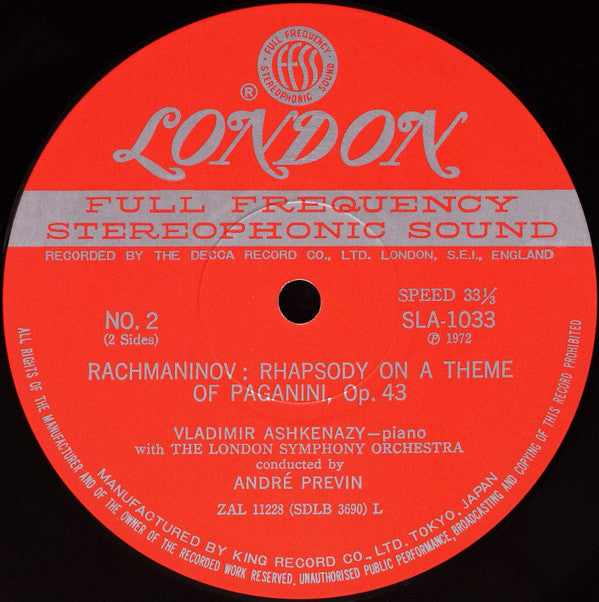 FULL FREQUENCY
FFSS
STEREOPHONIC SOUND
®
LONDON
FULL FREQUENCY
STEREOPHONIC SOUND
RECORDED BY THE DECCA RECORD CO., LTD. LONDON, S.E.I., ENGLAND
SPEED 33⅓
NO. 2
SLA-1033
(2 Sides)
℗ 1972
RACHMANINOV : RHAPSODY ON A THEME
OF PAGANINI, Op. 43
VLADIMIR ASHKENAZY—piano
with THE LONDON SYMPHONY ORCHESTRA
conducted by
ANDRÉ PREVIN
ZAL 11228 (SDLB 3690) L
MANUFACTURED BY KING RECORD CO., LTD. TOKYO, JAPAN
ALL RIGHTS OF THE MANUFACTURER AND OF THE OWNER OF THE RECORDED WORK RESERVED. UNAUTHORISED PUBLIC PERFORMANCE, BROADCASTING AND COPYING OF THIS RECORD PROHIBITED